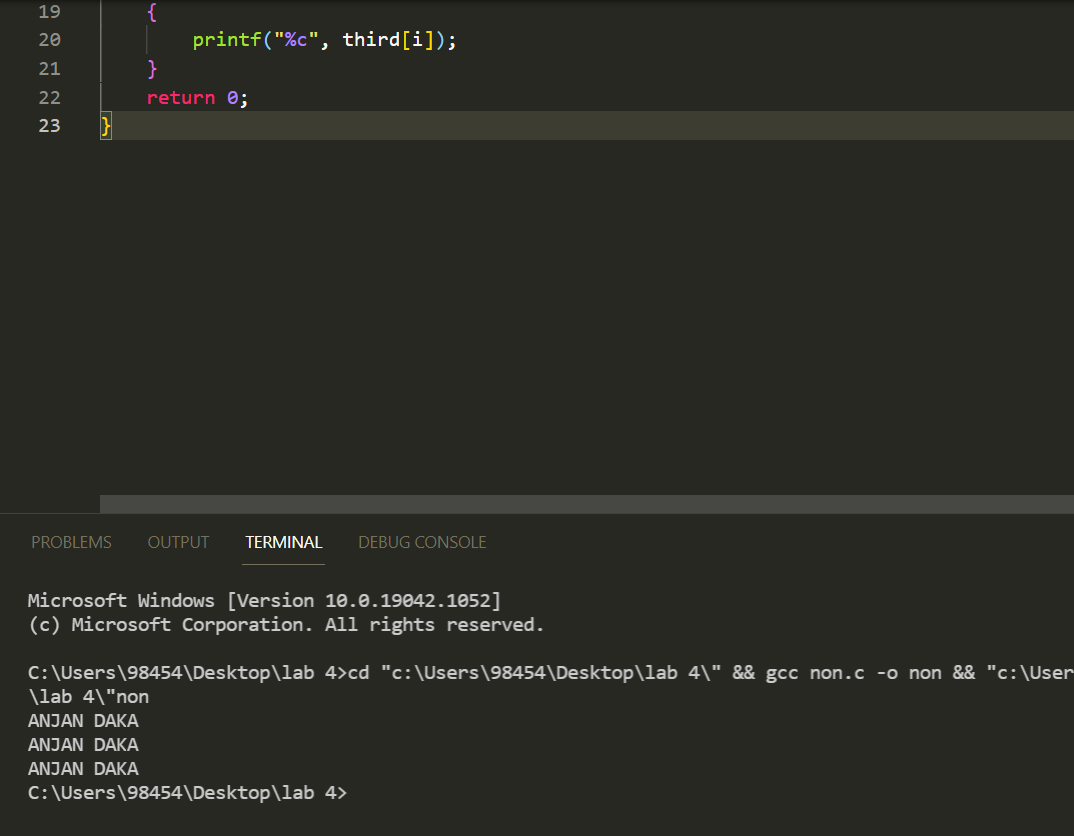 19 {
20 printf("%c", third[i]);
21 }
22 return 0;
23 }
PROBLEMS OUTPUT TERMINAL DEBUG CONSOLE
Microsoft Windows [Version 10.0.19042.1052]
(c) Microsoft Corporation. All rights reserved.
C:\Users\98454\Desktop\lab 4>cd "c:\Users\98454\Desktop\lab 4\" && gcc non.c -o non && "c:\User
\lab 4\"non
ANJAN DAKA
ANJAN DAKA
ANJAN DAKA
C:\Users\98454\Desktop\lab 4>